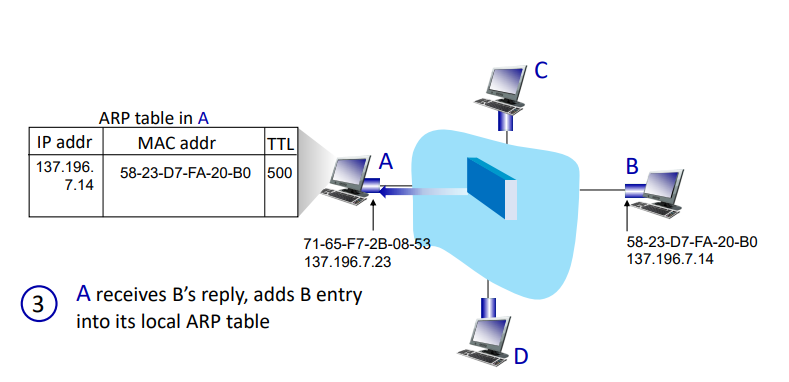 C
ARP table in A
IP addr MAC addr TTL
137.196.
7.14
58-23-D7-FA-20-B0 500
A
B
71-65-F7-2B-08-53
137.196.7.23
58-23-D7-FA-20-B0
137.196.7.14
3
A receives B's reply, adds B entry
into its local ARP table
D